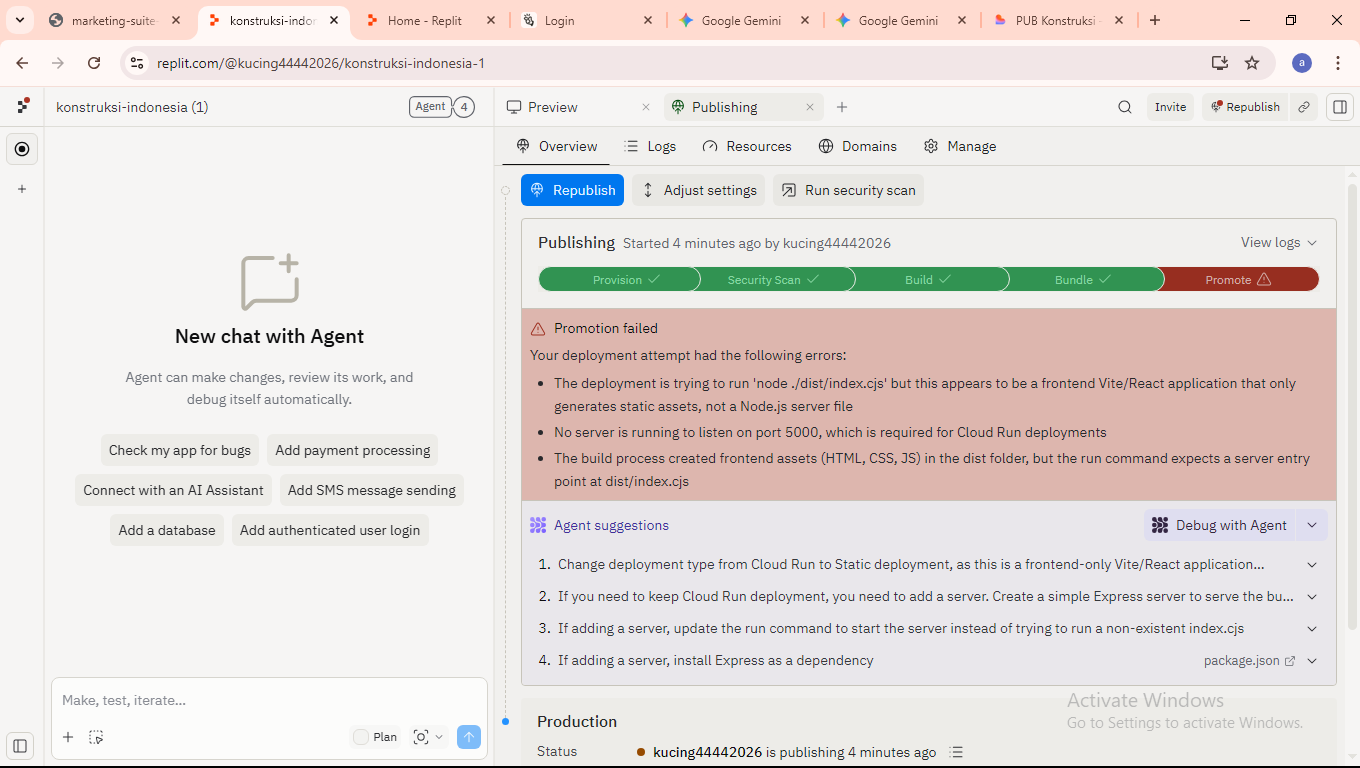 marketing-suite-
konstruksi-indor
Home - Replit
Login
Google Gemini
Google Gemini
PUB Konstruksi -
replit.com/@kucing44442026/konstruksi-indonesia-1
a
konstruksi-indonesia (1)
Agent
4
Preview
Publishing
Invite
Republish
Overview
Logs
Resources
Domains
Manage
Republish
Adjust settings
Run security scan
Publishing
Started 4 minutes ago by kucing44442026
View logs
Provision
Security Scan
Build
Bundle
Promote
Promotion failed
Your deployment attempt had the following errors:
The deployment is trying to run 'node ./dist/index.cjs' but this appears to be a frontend Vite/React application that only
generates static assets, not a Node.js server file
No server is running to listen on port 5000, which is required for Cloud Run deployments
The build process created frontend assets (HTML, CSS, JS) in the dist folder, but the run command expects a server entry
point at dist/index.cjs
Agent suggestions
Debug with Agent
1. Change deployment type from Cloud Run to Static deployment, as this is a frontend-only Vite/React application...
2. If you need to keep Cloud Run deployment, you need to add a server. Create a simple Express server to serve the bu...
3. If adding a server, update the run command to start the server instead of trying to run a non-existent index.cjs
4. If adding a server, install Express as a dependency
package.json
Production
Status
kucing44442026 is publishing 4 minutes ago
New chat with Agent
Agent can make changes, review its work, and
debug itself automatically.
Check my app for bugs
Add payment processing
Connect with an AI Assistant
Add SMS message sending
Add a database
Add authenticated user login
Make, test, iterate...
Plan
Activate Windows
Go to Settings to activate Windows.